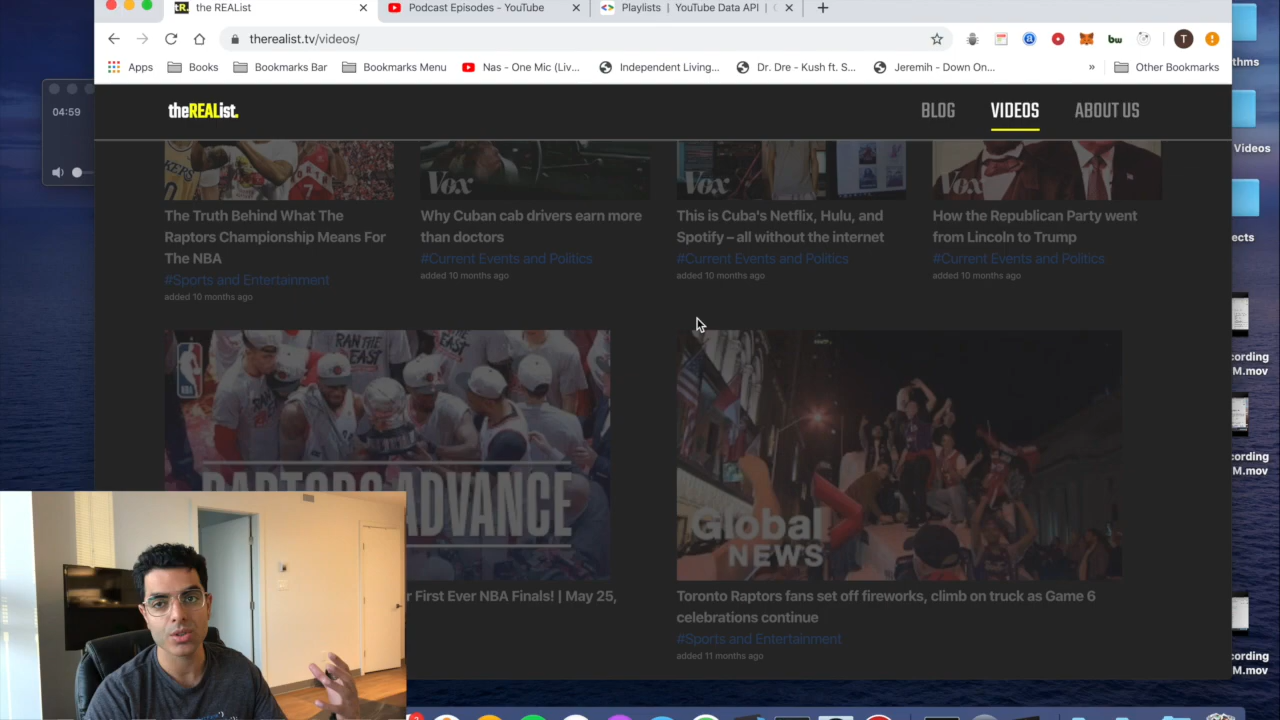 the REAList
Podcast Episodes - YouTube
Playlists | YouTube Data API |
therealist.tv/videos/
T
Apps
Books
Bookmarks Bar
Bookmarks Menu
Nas - One Mic (Liv...
Independent Living...
Dr. Dre - Kush ft. S...
Jeremih - Down On...
»
Other Bookmarks
04:59
theREAList.
BLOG
VIDEOS
ABOUT US
Vox
Vox
Vox
The Truth Behind What The
Raptors Championship Means For
The NBA
#Sports and Entertainment
added 10 months ago
Why Cuban cab drivers earn more
than doctors
#Current Events and Politics
added 10 months ago
This is Cuba's Netflix, Hulu, and
Spotify – all without the internet
#Current Events and Politics
added 10 months ago
How the Republican Party went
from Lincoln to Trump
#Current Events and Politics
added 10 months ago
RAPTORS ADVANCE
r First Ever NBA Finals! | May 25,
Global
NEWS
Toronto Raptors fans set off fireworks, climb on truck as Game 6
celebrations continue
#Sports and Entertainment
added 11 months ago
thms
Videos
ects
cording
M.mov
cording
M.mov
cording
M.mov